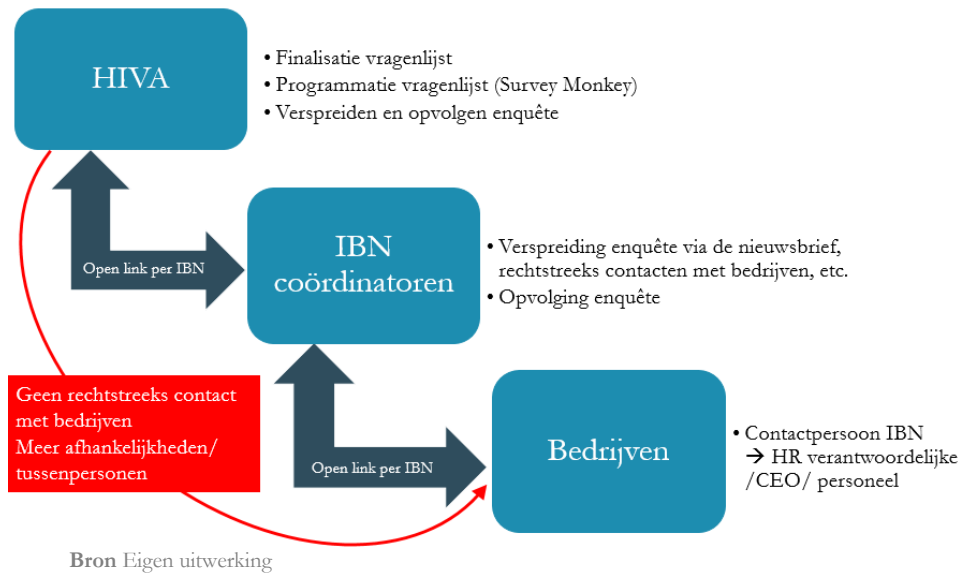 HIVA
• Finalisatie vragenlijst
• Programmatie vragenlijst (Survey Monkey)
• Verspreiden en opvolgen enquête
Open link per IBN
IBN
coördinatoren
• Verspreiding enquête via de nieuwsbrief,
rechtstreeks contacten met bedrijven, etc.
• Opvolging enquête
Geen rechtstreeks contact
met bedrijven
Meer afhankelijkheden/
tussenpersonen
Open link per IBN
Bedrijven
• Contactpersoon IBN
→ HR verantwoordelijke
/CEO/ personeel
Bron Eigen uitwerking